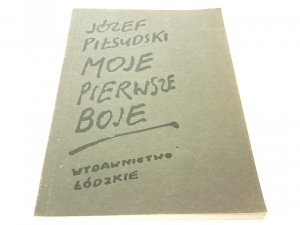 JÓZEF
PIŁSUDSKI
MOJE
PIERWSZE
BOJE
WYDAWNICTWO
ŁÓDZKIE